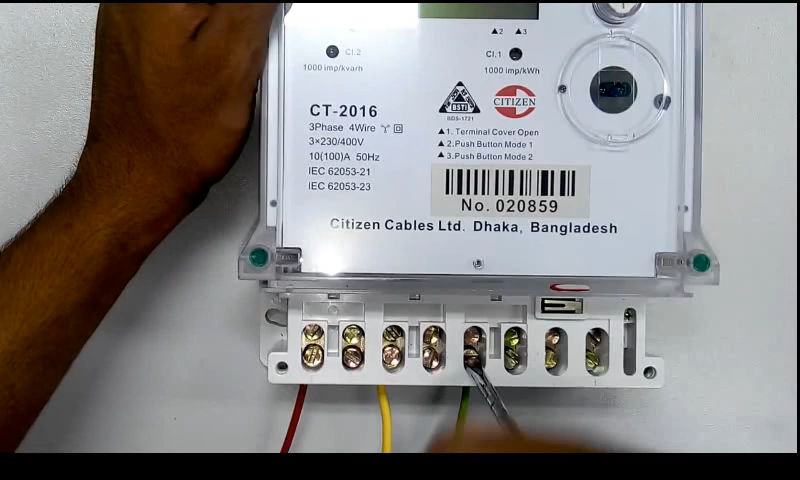 ▲2 ▲3
Cl.2
Cl.1
1000 imp/kvarh
1000 imp/kWh
BSTI
BDS-1721
CITIZEN
CT-2016
3Phase 4Wire "Y"
3×230/400V
10(100)A 50Hz
IEC 62053-21
IEC 62053-23
▲1. Terminal Cover Open
▲2.Push Button Mode 1
▲3.Push Button Mode 2
No. 020859
Citizen Cables Ltd. Dhaka, Bangladesh